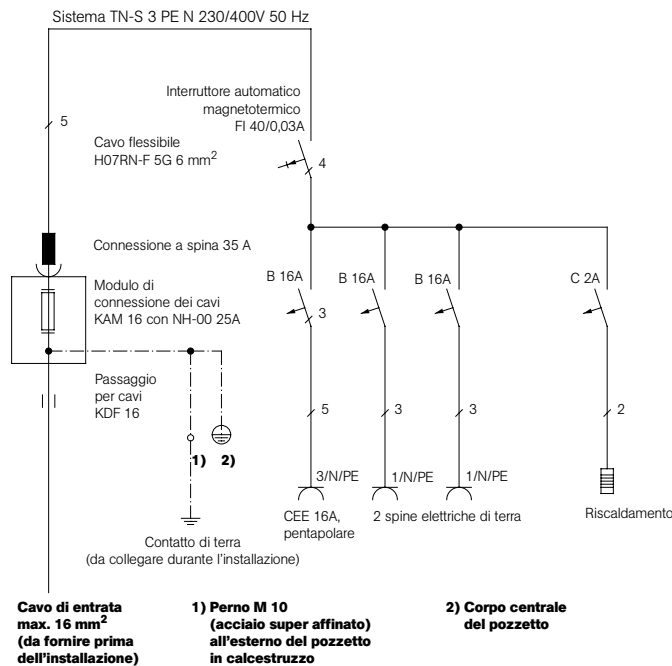 Sistema TN-S 3 PE N 230/400V 50 Hz
Interruttore automatico
magnetotermico
FI 40/0,03A
5
Cavo flessibile
H07RN-F 5G 6 mm²
4
Connessione a spina 35 A
B 16A
B 16A
B 16A
C 2A
Modulo di
connessione dei cavi
KAM 16 con NH-00 25A
3
Passaggio
per cavi
KDF 16
5
3
3
2
1)
2)
3/N/PE
1/N/PE
1/N/PE
CEE 16A,
pentapolare
2 spine elettriche di terra
Riscaldamento
Contatto di terra
(da collegare durante l'installazione)
Cavo di entrata
max. 16 mm²
(da fornire prima
dell'installazione)
1) Perno M 10
(acciaio super affinato)
all'esterno del pozzetto
in calcestruzzo
2) Corpo centrale
del pozzetto